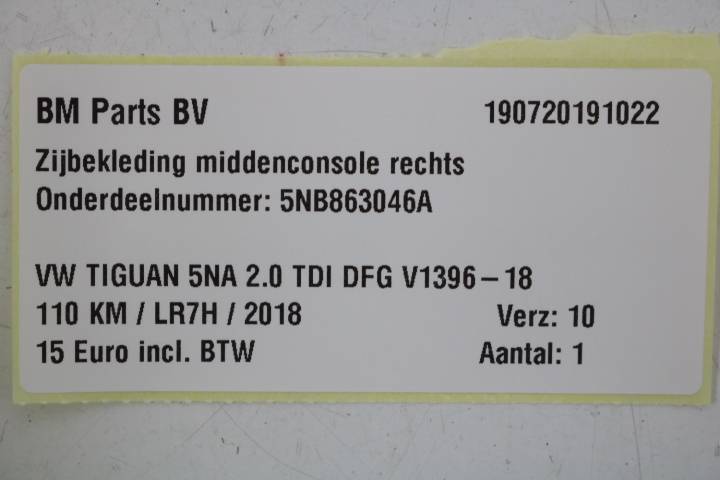 BM Parts BV 190720191022
Zijbekleding middenconsole rechts
Onderdeelnummer: 5NB863046A
VW TIGUAN 5NA 2.0 TDI DFG V1396-18
110 KM / LR7H / 2018 Verz: 10
15 Euro incl. BTW Aantal: 1